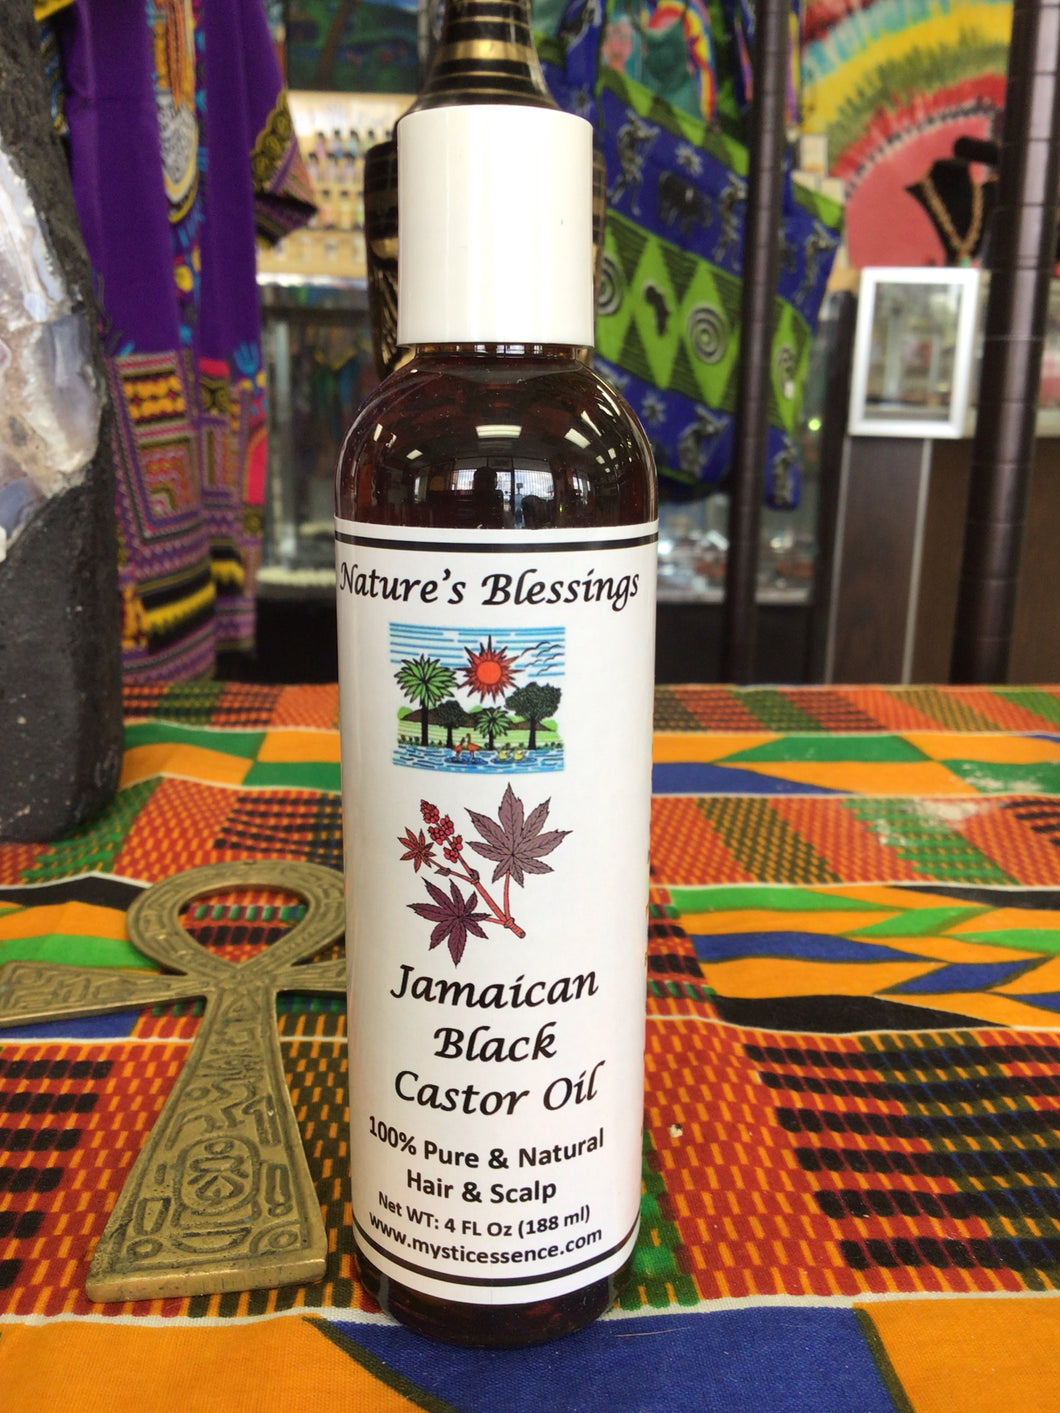 Nature's Blessings
Jamaican
Black
Castor Oil
100% Pure & Natural
Hair & Scalp
Net WT: 4 FL Oz (188 ml)
www.mysticessence.com